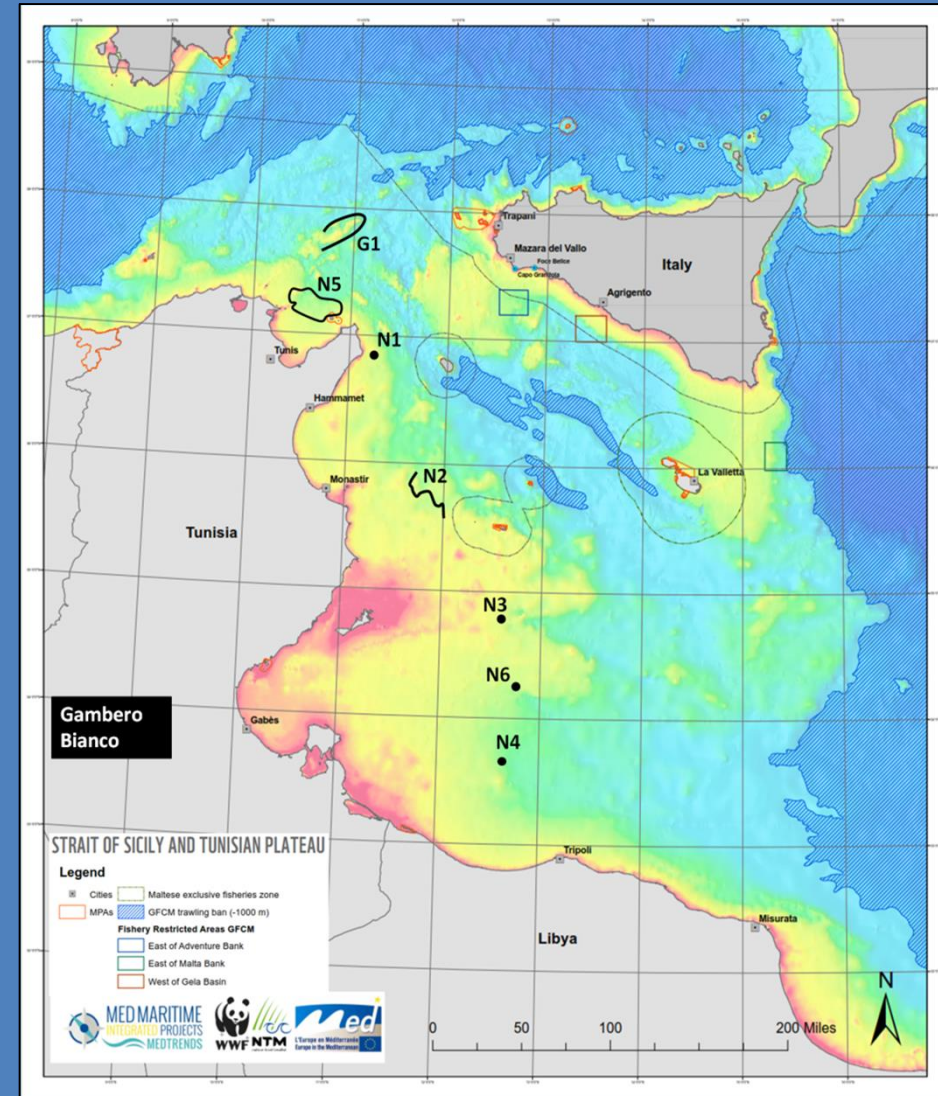 Trapani
G1
Mazara del Vallo
Foce Belice
Capo Granitola
Italy
N5
Agrigento
N1
Tunis
Hammamet
La Valletta
N2
Monastir
Tunisia
N3
N6
Gambero
Bianco
Gabès
N4
STRAIT OF SICILY AND TUNISIAN PLATEAU
Tripoli
Legend
Cities
Maltese exclusive fisheries zone
MPAs
GFCM trawling ban (-1000 m)
Misurata
Fishery Restricted Areas GFCM
East of Adventure Bank
Libya
East of Malta Bank
West of Gela Basin
N
MED MARITIME
INTEGRATED PROJECTS
MEDTRENDS
WWF
NTM
Med
L'Europe en Méditerranée
Europe in the Mediterranean
0 50 100 200 Miles